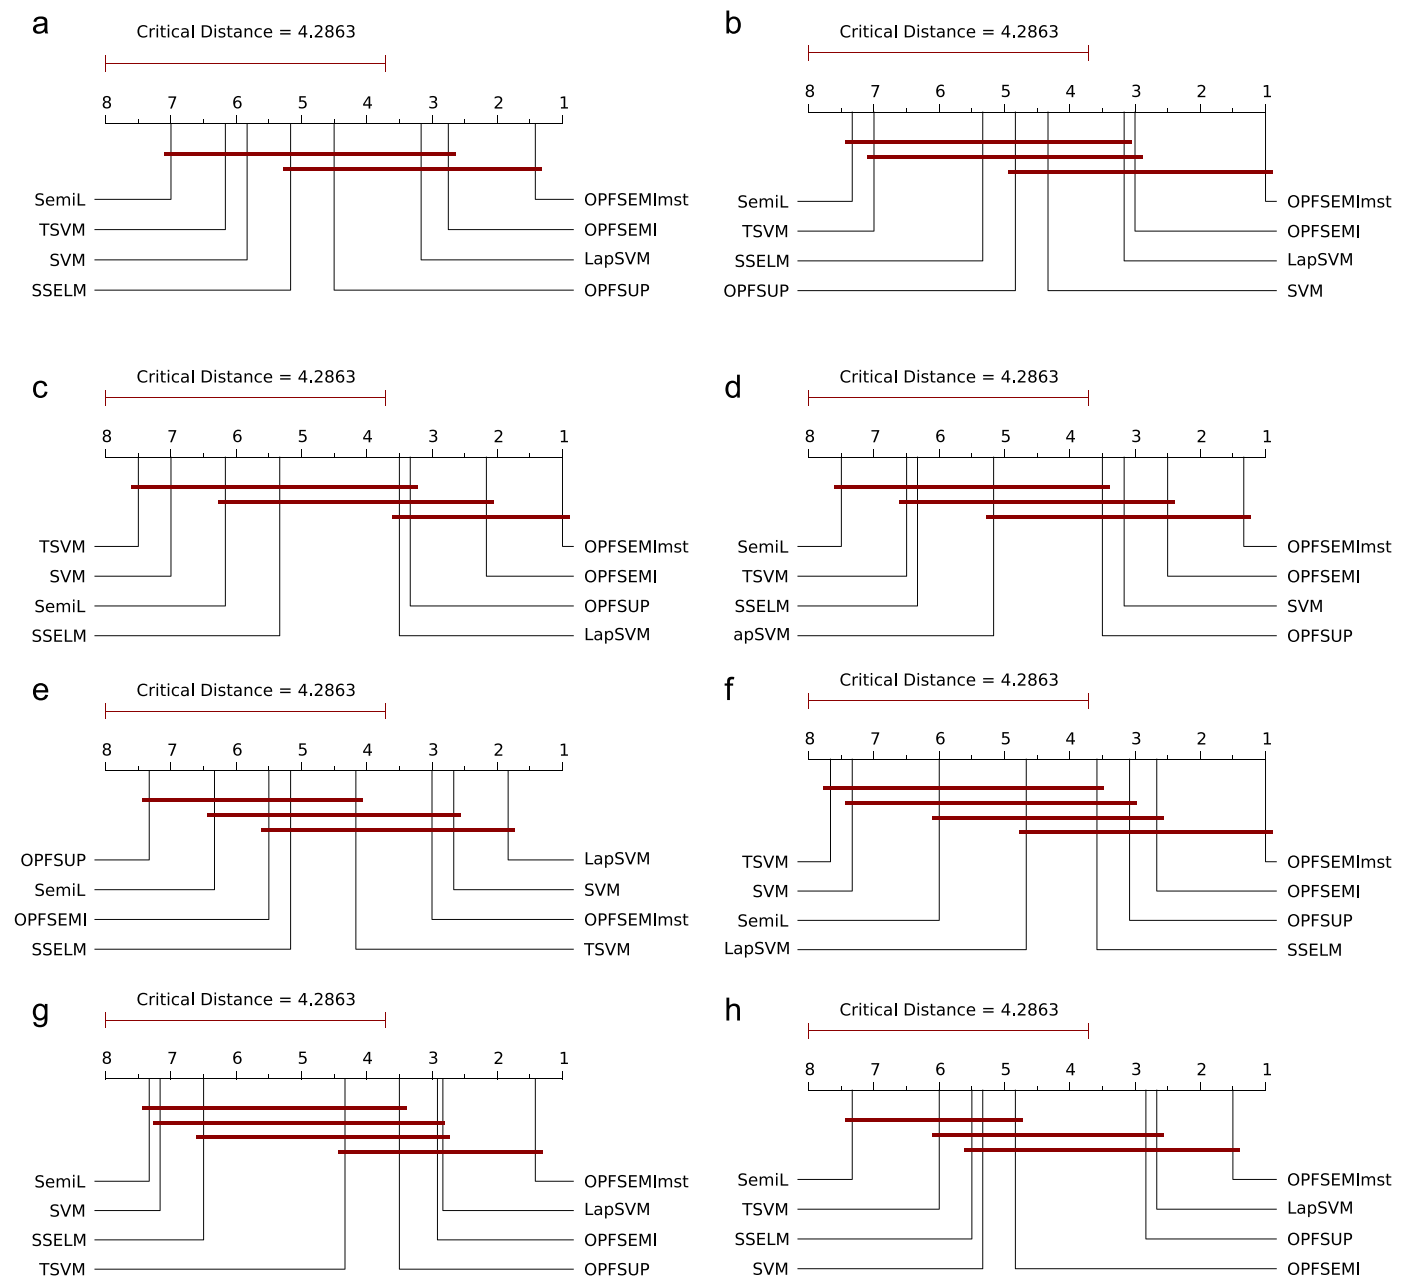 a
Critical Distance = 4.2863
8 7 6 5 4 3 2 1
SemiL OPFSEMImst
TSVM OPFSEMI
SVM LapSVM
SSELM OPFSUP
b
Critical Distance = 4.2863
8 7 6 5 4 3 2 1
SemiL OPFSEMImst
TSVM OPFSEMI
SSELM LapSVM
OPFSUP SVM
c
Critical Distance = 4.2863
8 7 6 5 4 3 2 1
TSVM OPFSEMImst
SVM OPFSEMI
SemiL OPFSUP
SSELM LapSVM
d
Critical Distance = 4.2863
8 7 6 5 4 3 2 1
SemiL OPFSEMImst
TSVM OPFSEMI
SSELM SVM
apSVM OPFSUP
e
Critical Distance = 4.2863
8 7 6 5 4 3 2 1
OPFSUP LapSVM
SemiL SVM
OPFSEMI OPFSEMImst
SSELM TSVM
f
Critical Distance = 4.2863
8 7 6 5 4 3 2 1
TSVM OPFSEMImst
SVM OPFSEMI
SemiL OPFSUP
LapSVM SSELM
g
Critical Distance = 4.2863
8 7 6 5 4 3 2 1
SemiL OPFSEMImst
SVM LapSVM
SSELM OPFSEMI
TSVM OPFSUP
h
Critical Distance = 4.2863
8 7 6 5 4 3 2 1
SemiL OPFSEMImst
TSVM LapSVM
SSELM OPFSUP
SVM OPFSEMI